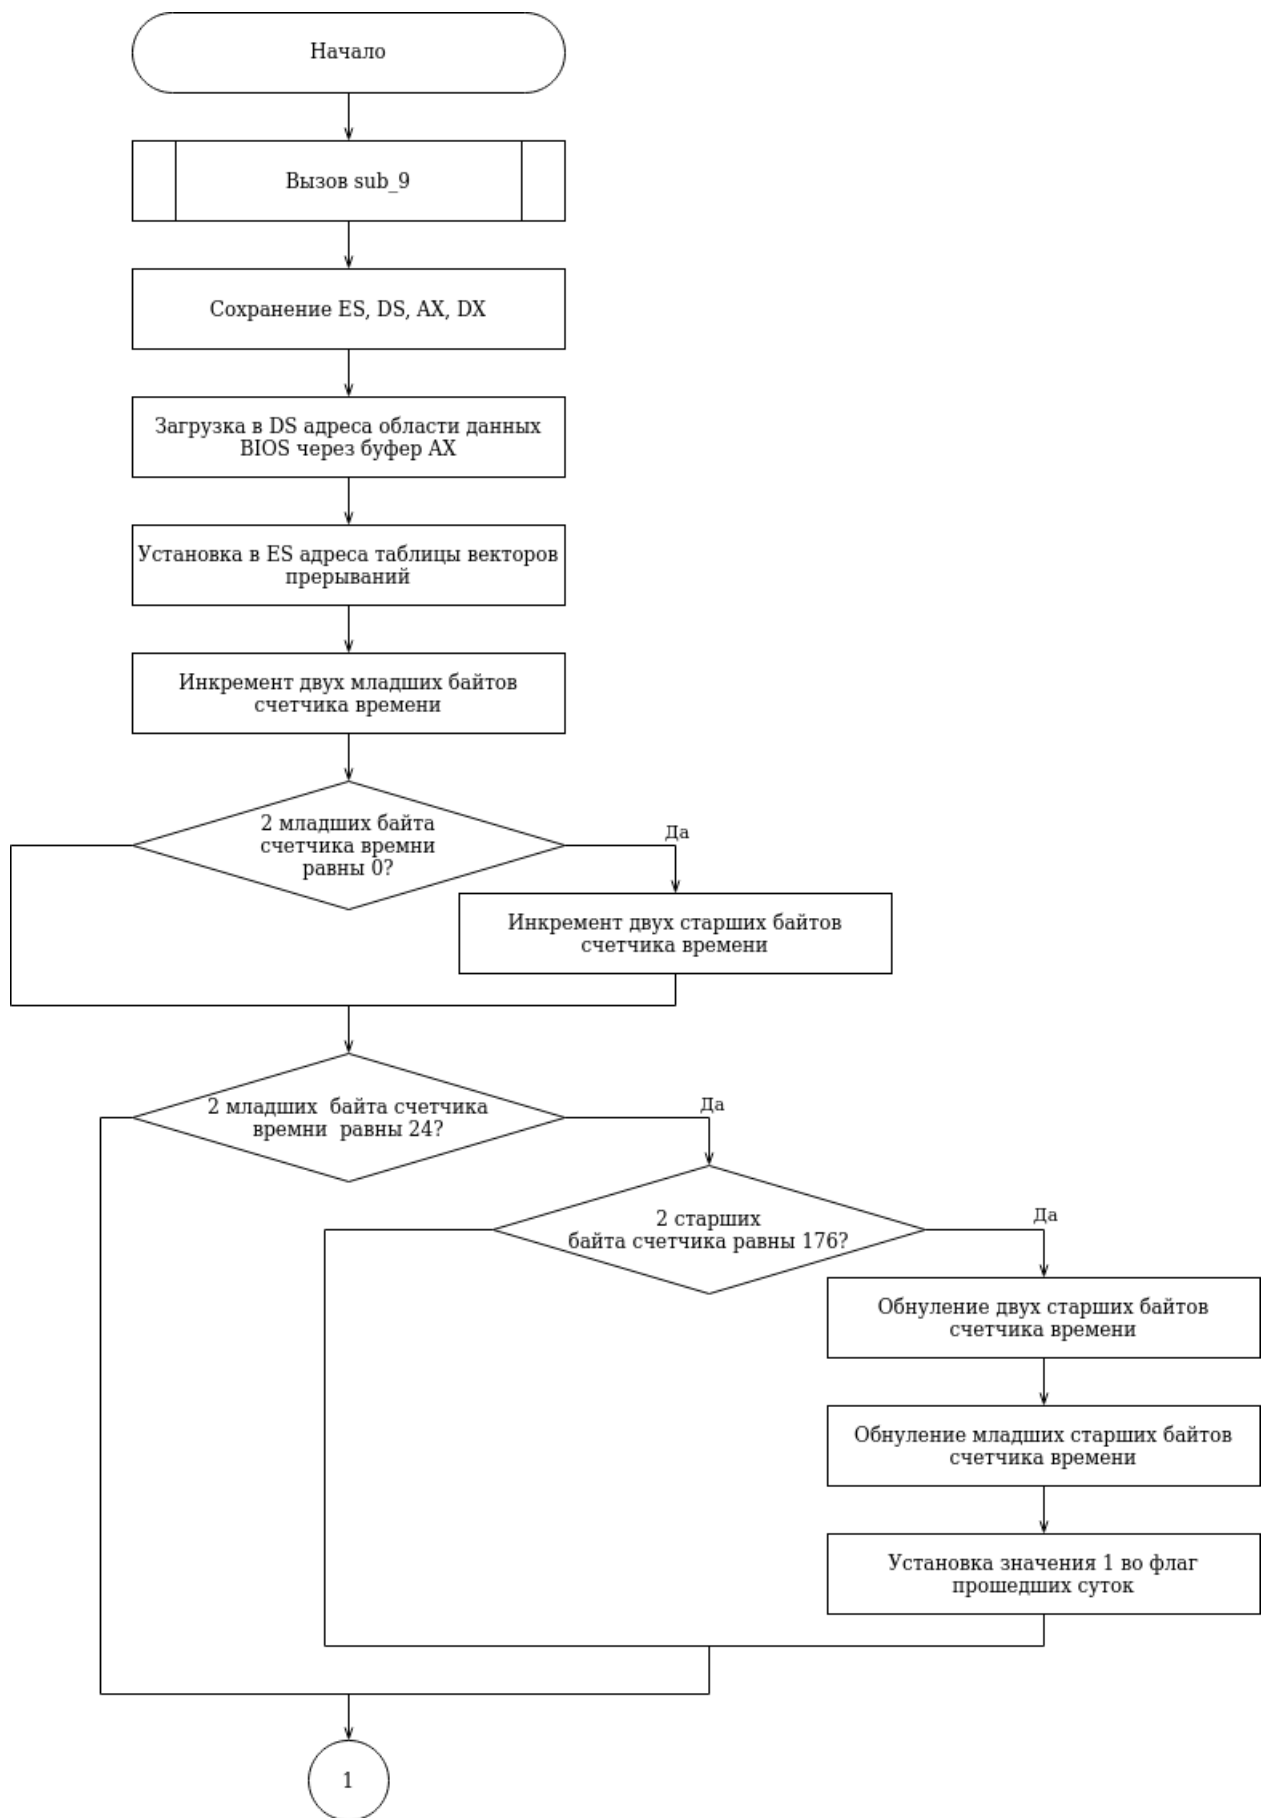 Начало
Вызов sub_9
Сохранение ES, DS, AX, DX
Загрузка в DS адреса области данных
BIOS через буфер AX
Установка в ES адреса таблицы векторов
прерываний
Инкремент двух младших байтов
счетчика времени
2 младших байта
счетчика времни
равны 0?
Да
Инкремент двух старших байтов
счетчика времени
2 младших  байта счетчика
времни  равны 24?
Да
2 старших
байта счетчика равны 176?
Да
Обнуление двух старших байтов
счетчика времени
Обнуление младших старших байтов
счетчика времени
Установка значения 1 во флаг
прошедших суток
1